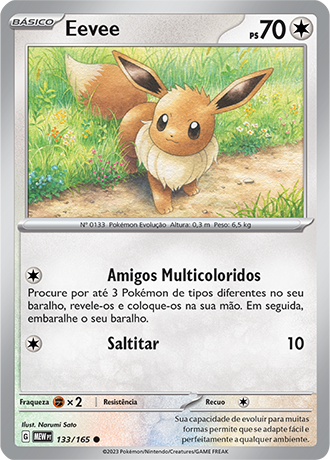 BÁSICO
Eevee
PS 70
Nº 0133 Pokémon Evolução Altura: 0,3 m Peso: 6,5 kg
Amigos Multicoloridos
Procure por até 3 Pokémon de tipos diferentes no seu
baralho, revele-os e coloque-os na sua mão. Em seguida,
embaralhe o seu baralho.
Saltitar 10
Fraqueza × 2 Resistência Recuo
Ilust. Narumi Sato
G MEW PT 133/165
Sua capacidade de evoluir para muitas
formas permite que se adapte fácil e
perfeitamente a qualquer ambiente.
©2023 Pokémon/Nintendo/Creatures/GAME FREAK